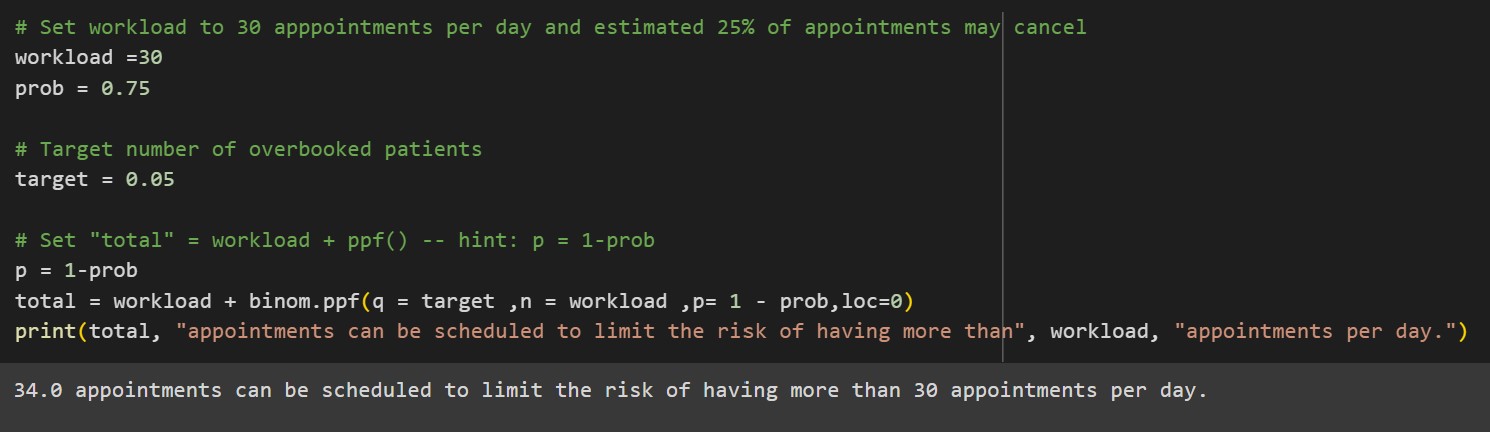 # Set workload to 30 apppointments per day and estimated 25% of appointments may cancel
workload =30
prob = 0.75
# Target number of overbooked patients
target = 0.05
# Set "total" = workload + ppf() -- hint: p = 1-prob
p = 1-prob
total = workload + binom.ppf(q = target ,n = workload ,p= 1 - prob,loc=0)
print(total, "appointments can be scheduled to limit the risk of having more than", workload, "appointments per day.")
34.0 appointments can be scheduled to limit the risk of having more than 30 appointments per day.